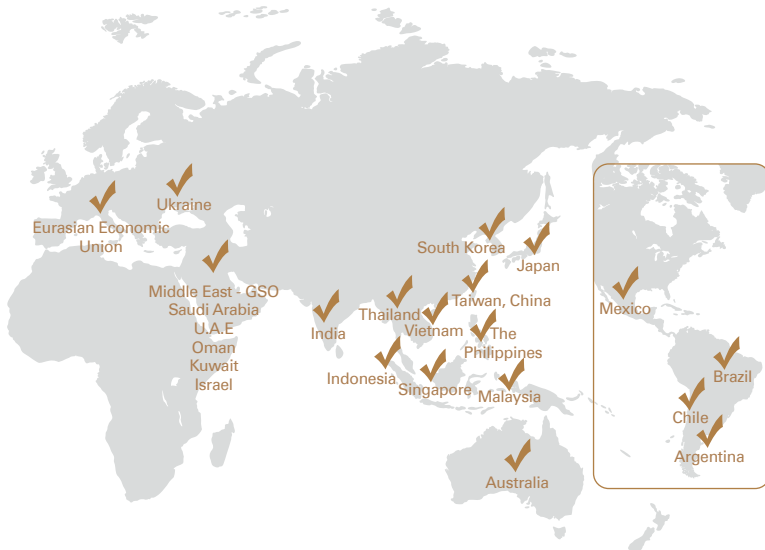 Ukraine
Eurasian Economic
Union
Middle East - GSO
Saudi Arabia
U.A.E
Oman
Kuwait
Israel
South Korea
Japan
Taiwan, China
Thailand
Vietnam
India
The
Philippines
Indonesia
Singapore
Malaysia
Australia
Mexico
Brazil
Chile
Argentina